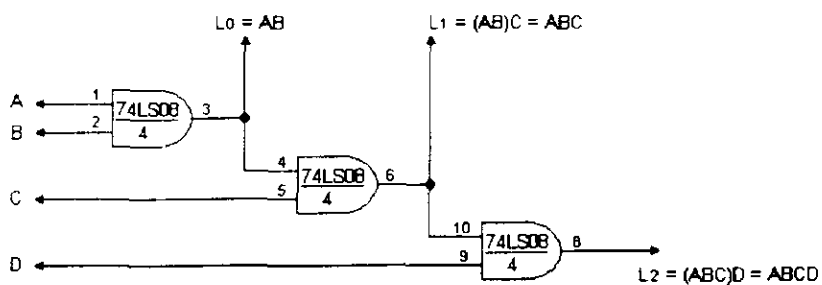 L0 = AB
L1 = (AB)C = ABC
A
1
74LS08
4
3
B
2
4
74LS08
4
6
C
5
10
74LS08
4
8
D
9
L2 = (ABC)D = ABCD